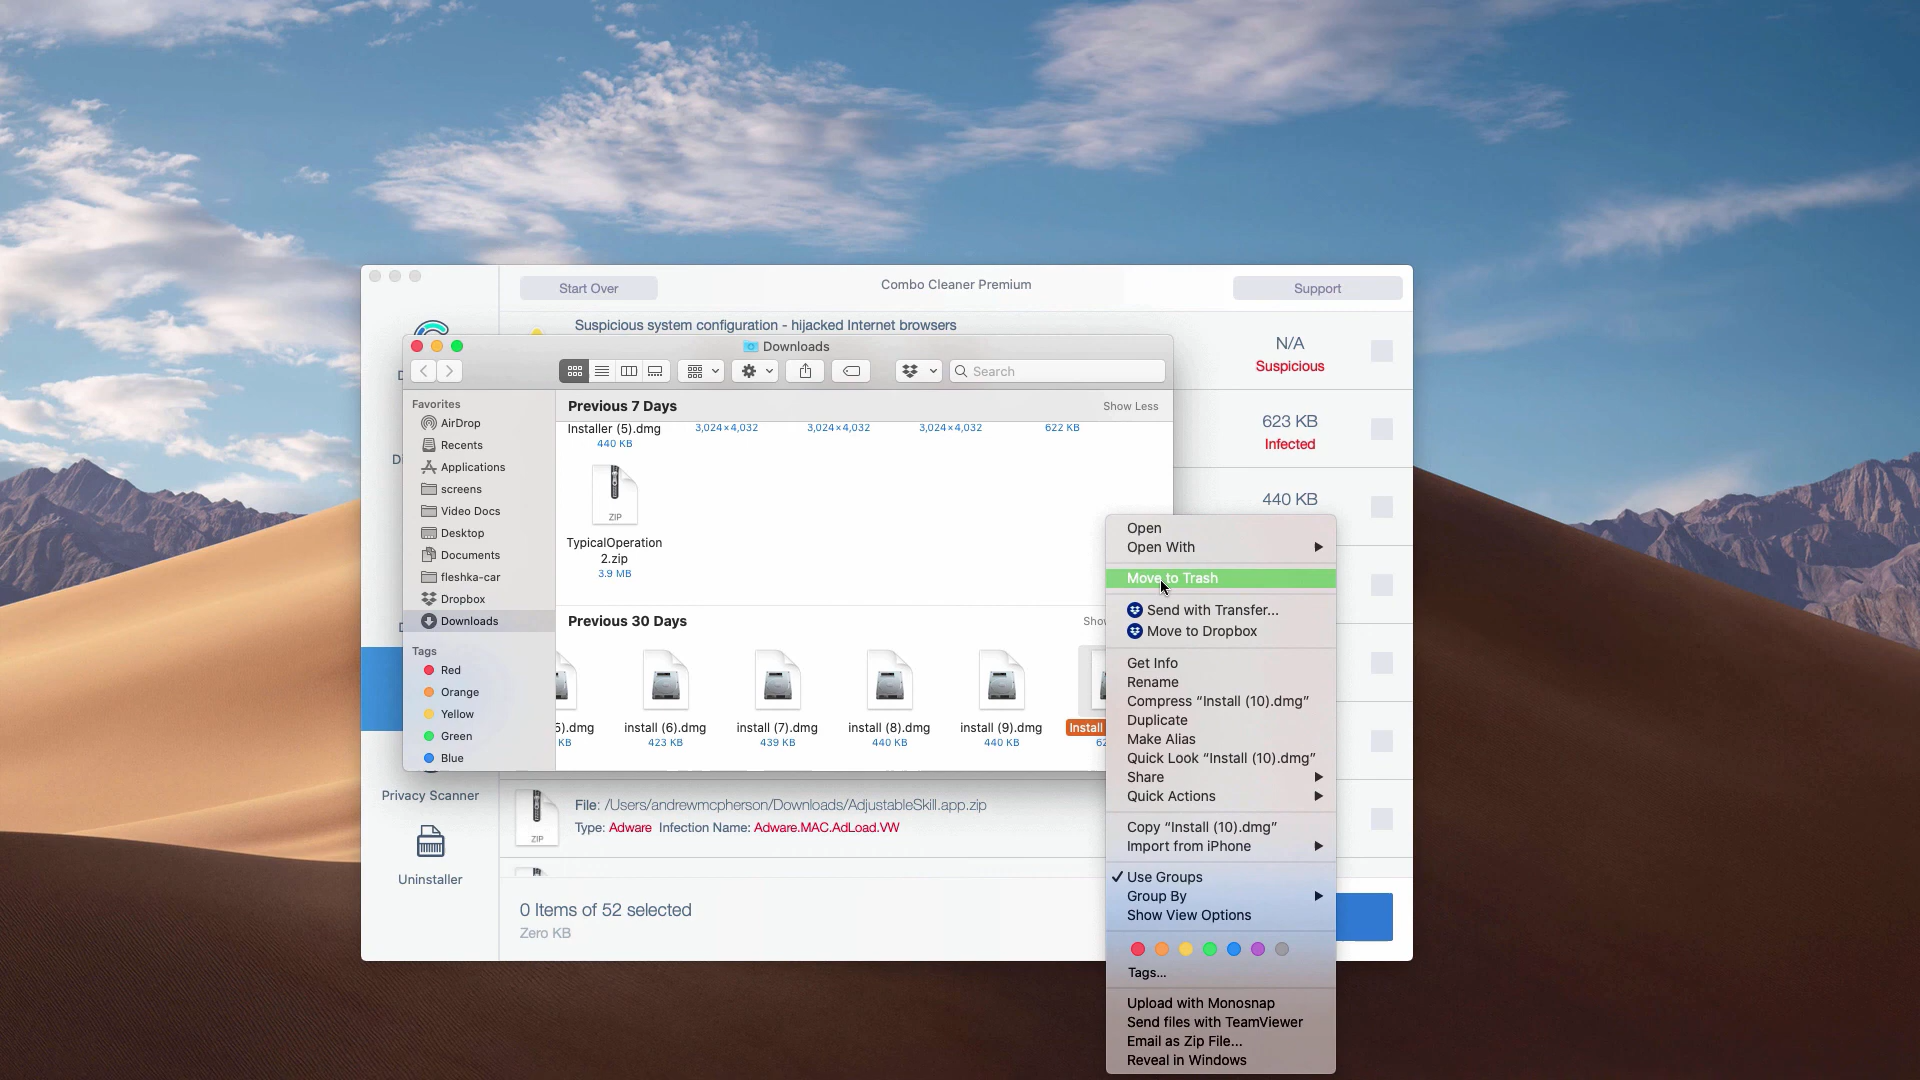 Start Over
Combo Cleaner Premium
Support
Suspicious system configuration - hijacked Internet browsers
N/A
Suspicious
623 KB
Infected
440 KB
Downloads
Search
Favorites
AirDrop
Recents
Applications
screens
Video Docs
Desktop
Documents
fleshka-car
Dropbox
Downloads
Tags
Red
Orange
Yellow
Green
Blue
Previous 7 Days
Show Less
Installer (5).dmg
440 KB
3,024×4,032
3,024×4,032
3,024×4,032
622 KB
ZIP
TypicalOperation
2.zip
3.9 MB
Previous 30 Days
5).dmg
KB
install (6).dmg
423 KB
install (7).dmg
439 KB
install (8).dmg
440 KB
install (9).dmg
440 KB
Install
Open
Open With
Move to Trash
Send with Transfer...
Move to Dropbox
Get Info
Rename
Compress “Install (10).dmg”
Duplicate
Make Alias
Quick Look “Install (10).dmg”
Share
Quick Actions
Copy “Install (10).dmg”
Import from iPhone
Use Groups
Group By
Show View Options
Tags...
Upload with Monosnap
Send files with TeamViewer
Email as Zip File...
Reveal in Windows
Privacy Scanner
Uninstaller
ZIP
File: /Users/andrewmcpherson/Downloads/AdjustableSkill.app.zip
Type: Adware Infection Name: Adware.MAC.AdLoad.VW
0 Items of 52 selected
Zero KB